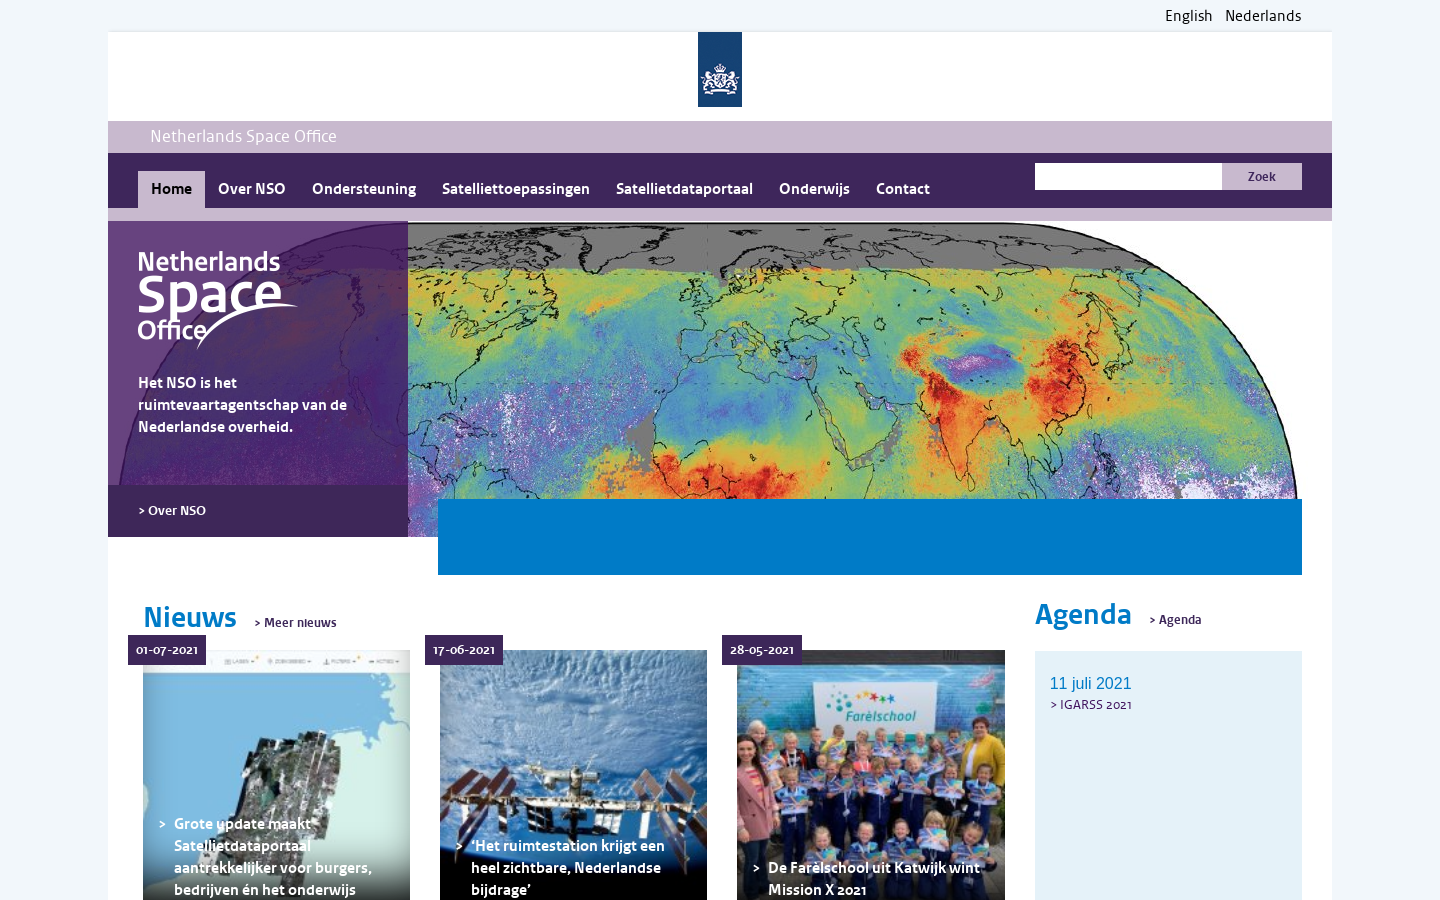 English Nederlands
Netherlands Space Office
Home Over NSO Ondersteuning Satelliettoepassingen Satellietdataportaal Onderwijs Contact Zoek
Netherlands
Space
Office
Het NSO is het
ruimtevaartagentschap van de
Nederlandse overheid.
> Over NSO
Nieuws > Meer nieuws
Agenda > Agenda
01-07-2021
> Grote update maakt
Satellietdataportaal
aantrekkelijker voor burgers,
bedrijven én het onderwijs
17-06-2021
> ‘Het ruimtestation krijgt een
heel zichtbare, Nederlandse
bijdrage’
28-05-2021
Farèlschool
> De Farèlschool uit Katwijk wint
Mission X 2021
11 juli 2021
> IGARSS 2021